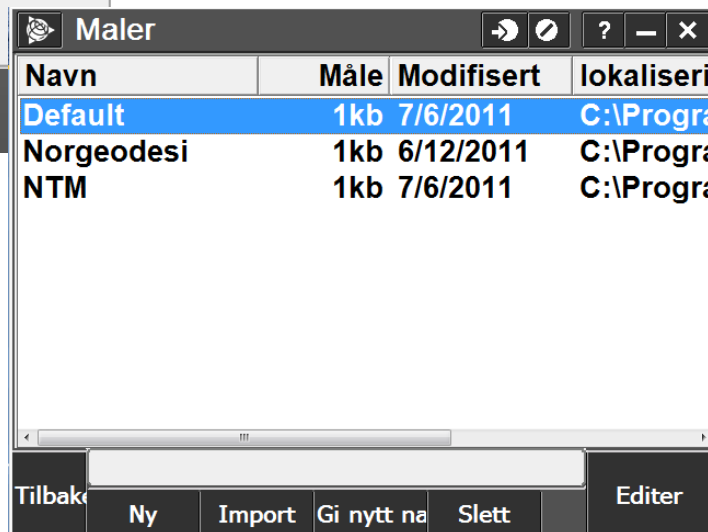 Maler ? 
Navn Måle Modifisert lokaliseri
Default 1kb 7/6/2011 C:\Progra
Norgeodesi 1kb 6/12/2011 C:\Progra
NTM 1kb 7/6/2011 C:\Progra
Tilbake Editer
Ny Import Gi nytt na Slett